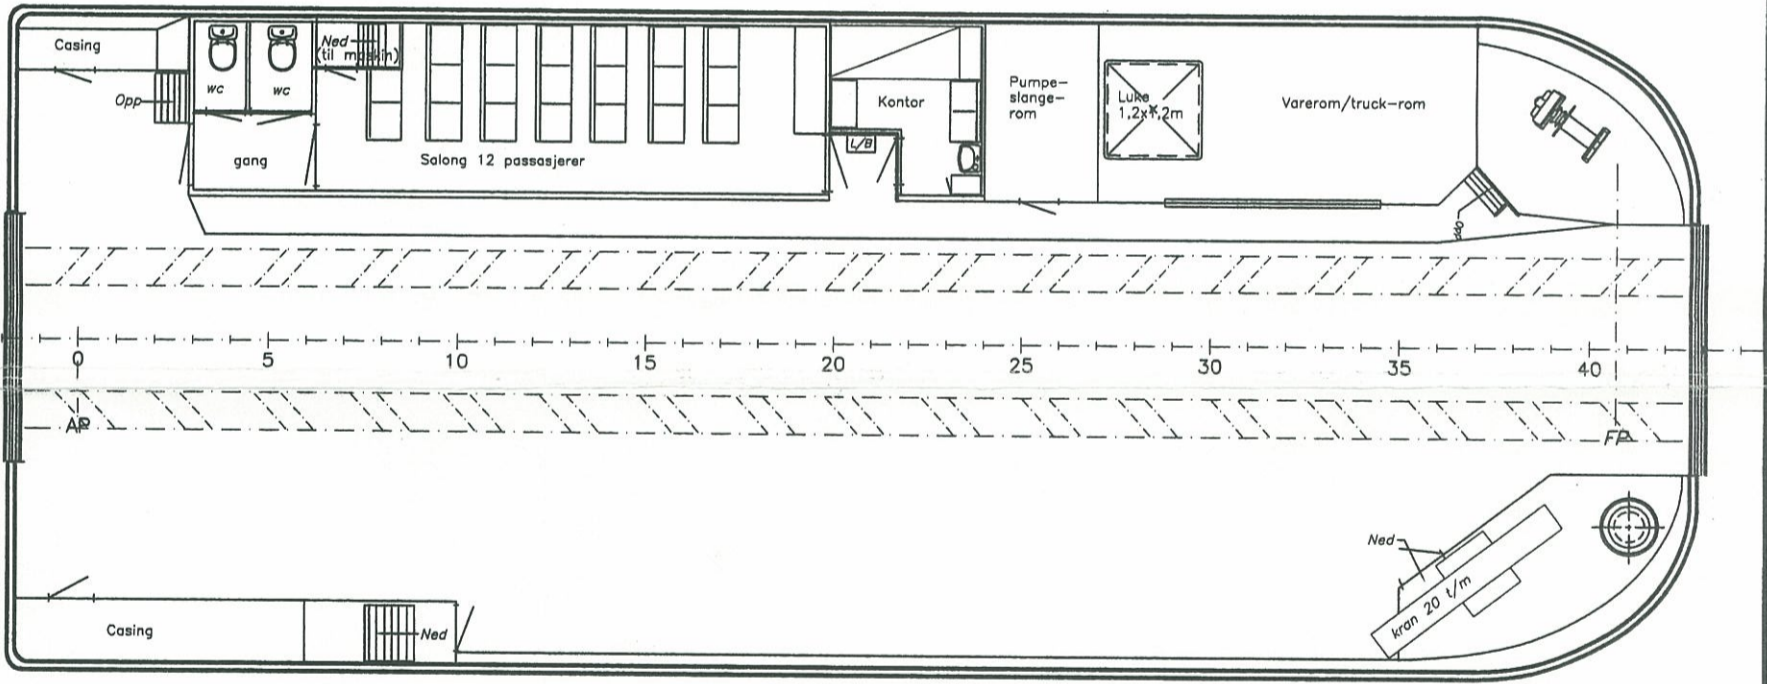 Casing
Opp
wc
wc
gang
Ned
(til maskin)
Salong 12 passasjerer
L/B
Kontor
Pumpe-
slange-
rom
Luke
1,2x1,2m
Varerom/truck-rom
Opp
0 5 10 15 20 25 30 35 40
AP
FP
Casing
Ned
Ned
kran 20 t/m